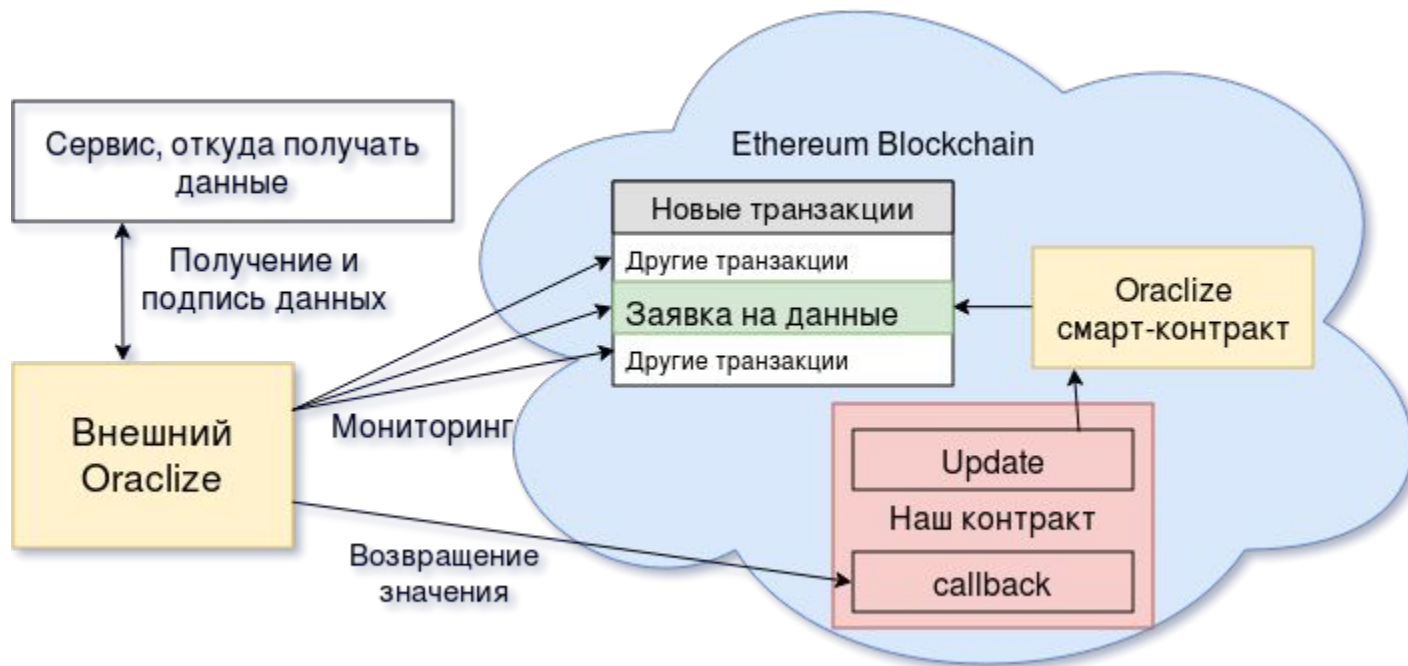 Ethereum Blockchain
Сервис, откуда получать
данные
Новые транзакции
Другие транзакции
Заявка на данные
Другие транзакции
Oraclize
смарт-контракт
Получение и
подпись данных
Внешний
Oraclize
Мониторинг
Update
Наш контракт
callback
Возвращение
значения